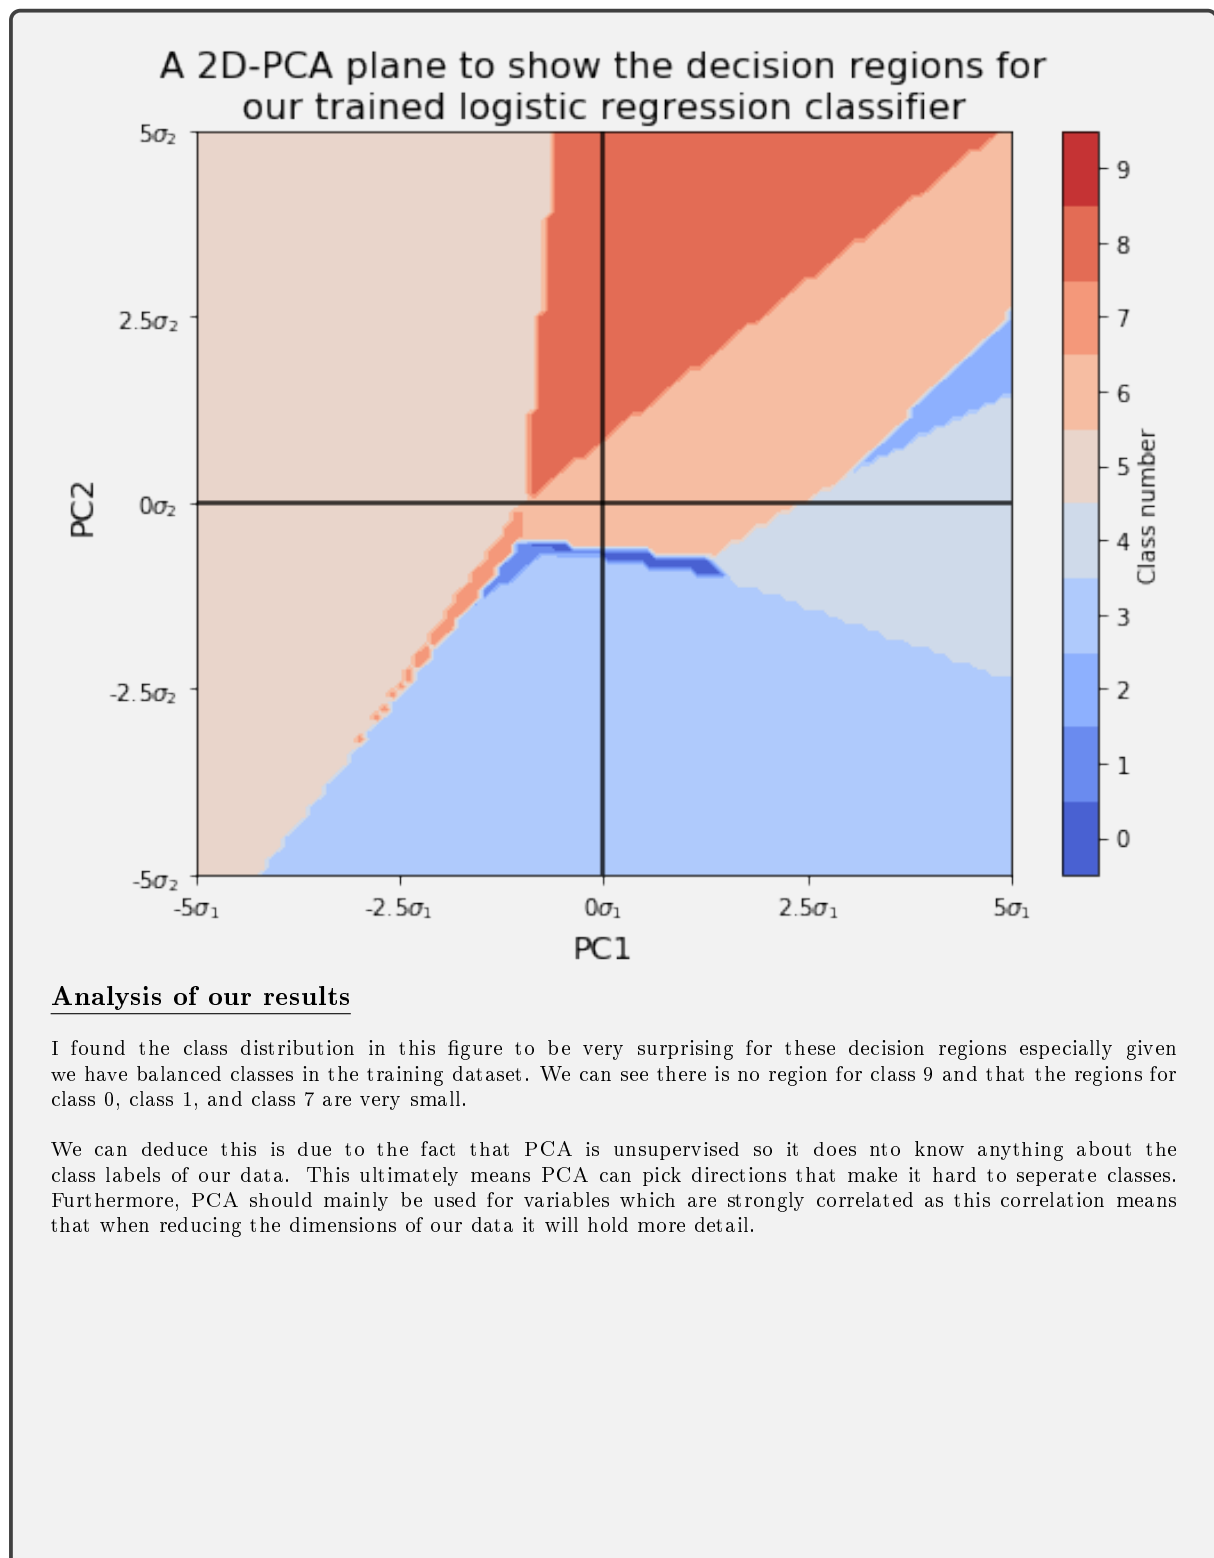 A 2D-PCA plane to show the decision regions for
our trained logistic regression classifier
5σ₂
2.5σ₂
0σ₂
-2.5σ₂
-5σ₂
PC2
-5σ₁
-2.5σ₁
0σ₁
2.5σ₁
5σ₁
PC1
9
8
7
6
5
4
3
2
1
0
Class number
Analysis of our results
I found the class distribution in this figure to be very surprising for these decision regions especially given
we have balanced classes in the training dataset. We can see there is no region for class 9 and that the regions for
class 0, class 1, and class 7 are very small.
We can deduce this is due to the fact that PCA is unsupervised so it does nto know anything about the
class labels of our data. This ultimately means PCA can pick directions that make it hard to seperate classes.
Furthermore, PCA should mainly be used for variables which are strongly correlated as this correlation means
that when reducing the dimensions of our data it will hold more detail.